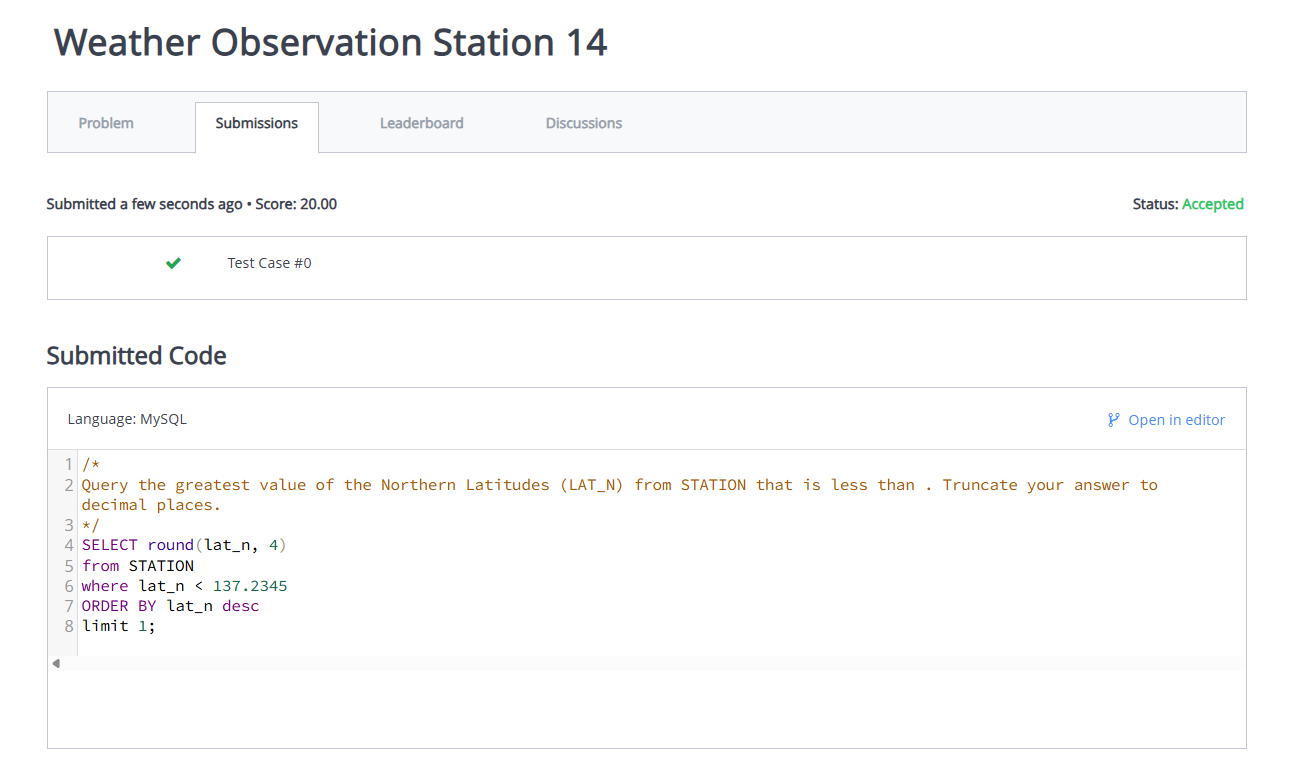 Weather Observation Station 14
Problem Submissions Leaderboard Discussions
Submitted a few seconds ago • Score: 20.00 Status: Accepted
Test Case #0
Submitted Code
Language: MySQL Open in editor
1 /*
2 Query the greatest value of the Northern Latitudes (LAT_N) from STATION that is less than . Truncate your answer to
decimal places.
3 */
4 SELECT round(lat_n, 4)
5 from STATION
6 where lat_n < 137.2345
7 ORDER BY lat_n desc
8 limit 1;